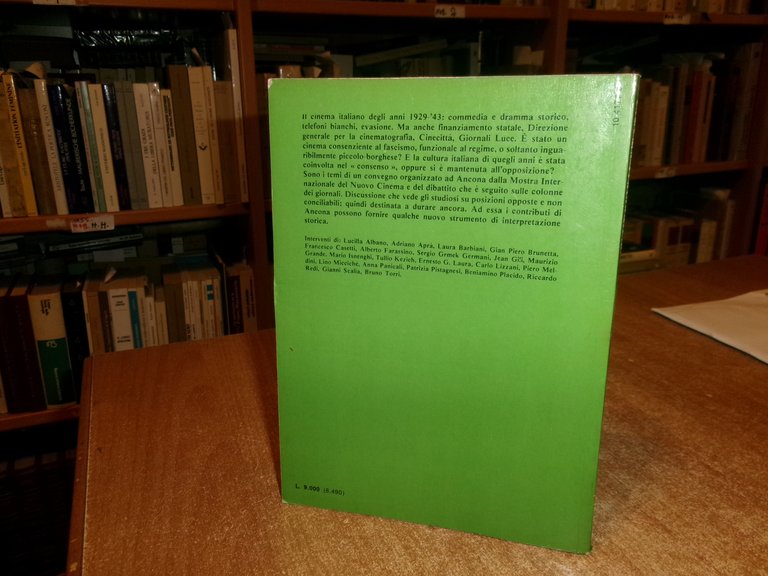 Il cinema italiano degli anni 1929-'43: commedia e dramma storico,
telefoni bianchi, evasione. Ma anche finanziamento statale, Direzione
generale per la cinematografia, Cinecittà, Giornali Luce. È stato un
cinema consenziente al fascismo, funzionale al regime, o soltanto ingua-
ribilmente piccolo borghese? E la cultura italiana di quegli anni è stata
coinvolta nel « consenso », oppure si è mantenuta all'opposizione?
Sono i temi di un convegno organizzato ad Ancona dalla Mostra Inter-
nazionale del Nuovo Cinema e del dibattito che è seguito sulle colonne
dei giornali. Discussione che vede gli studiosi su posizioni opposte e non
conciliabili; quindi destinata a durare ancora. Ad essa i contributi di
Ancona possono fornire qualche nuovo strumento di interpretazione
storica.
Interventi di: Lucilla Albano, Adriano Aprà, Laura Barbiani, Gian Piero Brunetta,
Francesco Casetti, Alberto Farassino, Sergio Grmek Germani, Jean Gili, Maurizio
Grande, Mario Isnenghi, Tullio Kezich, Ernesto G. Laura, Carlo Lizzani, Piero Mel-
dini, Lino Miccichè, Anna Panicali, Patrizia Pistagnesi, Beniamino Placido, Riccardo
Redi, Gianni Scalia, Bruno Torri.
L. 9.000 (8.490)